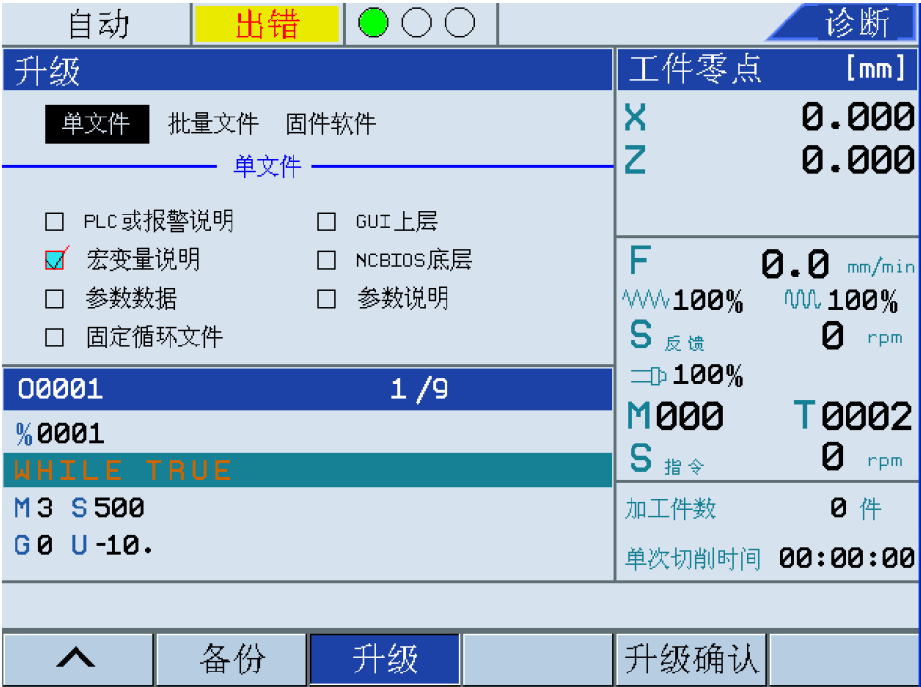 自动 出错 诊断
升级 工件零点 [mm]
单文件 批量文件 固件软件
X 0.000
单文件
Z 0.000
PLC或报警说明 GUI上层
宏变量说明 NCBIOS底层
F 0.0 mm/min
参数数据 参数说明
100% 100%
固定循环文件
S 反馈 0 rpm
O0001 1/9
100%
%0001
M000 T0002
WHILE TRUE
S 指令 0 rpm
M3 S500
加工件数 0 件
G0 U-10.
单次切削时间 00:00:00
备份 升级 升级确认